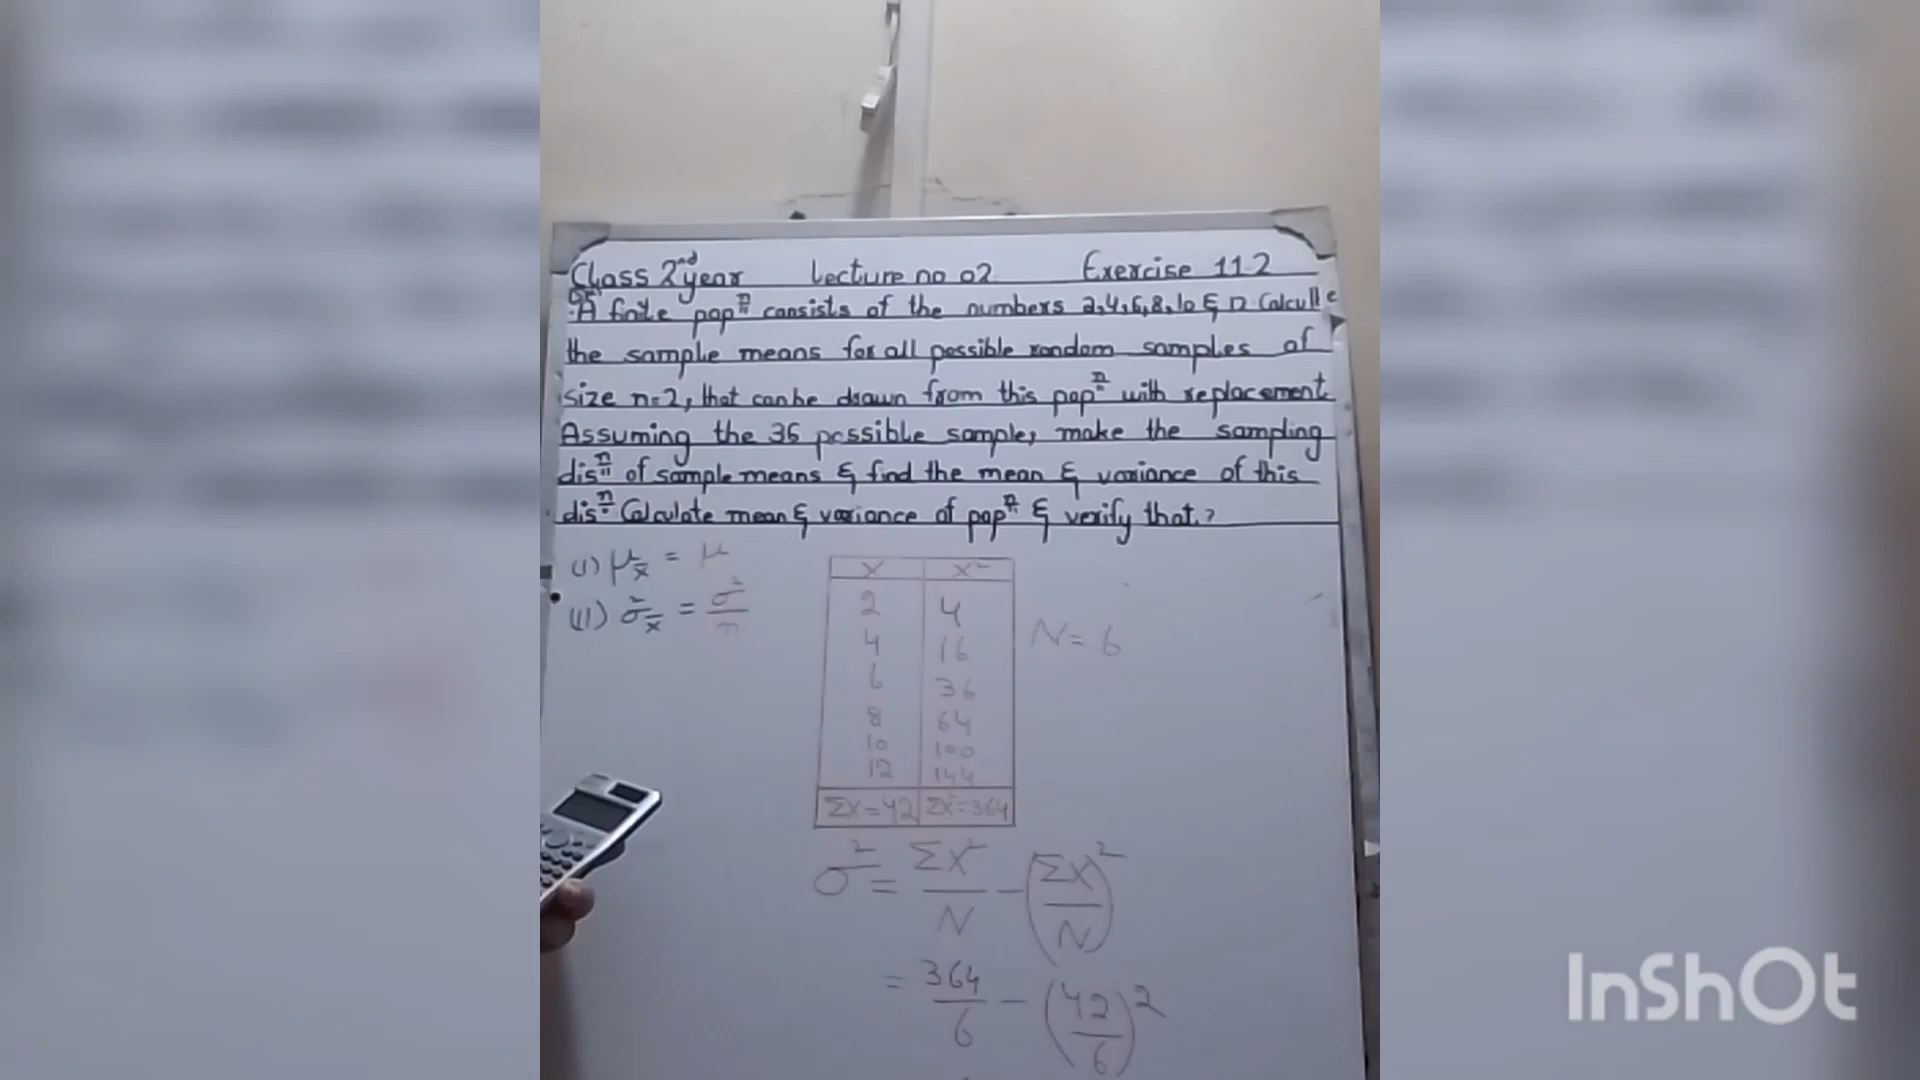 Class 2nd year Lecture no 02 Exercise 11.2
A finite popn consists of the numbers 2,4,6,8,10 & 12 Calculte
the sample means for all possible random samples of
size n=2, that can be drawn from this popn with replacement
Assuming the 36 possible sample, make the sampling
disn of sample means & find the mean & variance of this
disn Calculate mean & variance of popn & verify that.?
(I) μx̄ = μ
(II) σ²x̄ = σ²/n
X X²
2 4
4 16
6 36
8 64
10 100
12 144
ΣX=42 ΣX²=364
N=6
σ² = ΣX²/N - (ΣX/N)²
= 364/6 - (42/6)²
InShOt